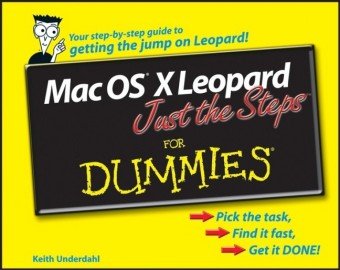 Your step-by-step guide to
getting the jump on Leopard!
Mac OS® X Leopard
Just the Steps™
FOR
DUMMIES®
Pick the task,
Find it fast,
Get it DONE!
Keith Underdahl